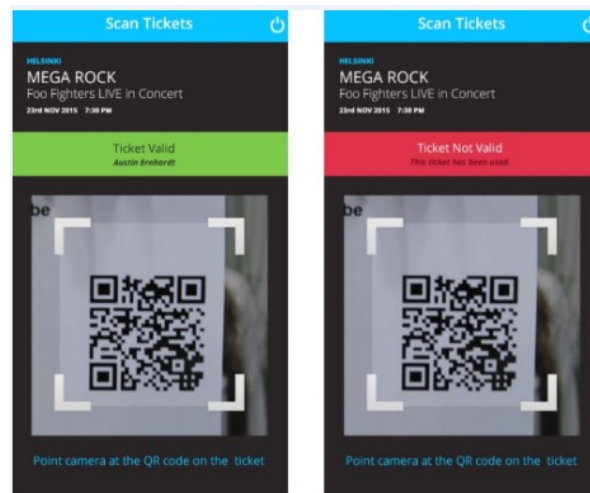 Scan Tickets
HELSINKI
MEGA ROCK
Foo Fighters LIVE in Concert
23rd NOV 2015 7:30 PM
Ticket Valid
Austin Ernhardt
be
Point camera at the QR code on the ticket
Scan Tickets
HELSINKI
MEGA ROCK
Foo Fighters LIVE in Concert
23rd NOV 2015 7:30 PM
Ticket Not Valid
This ticket has been used.
be
Point camera at the QR code on the ticket